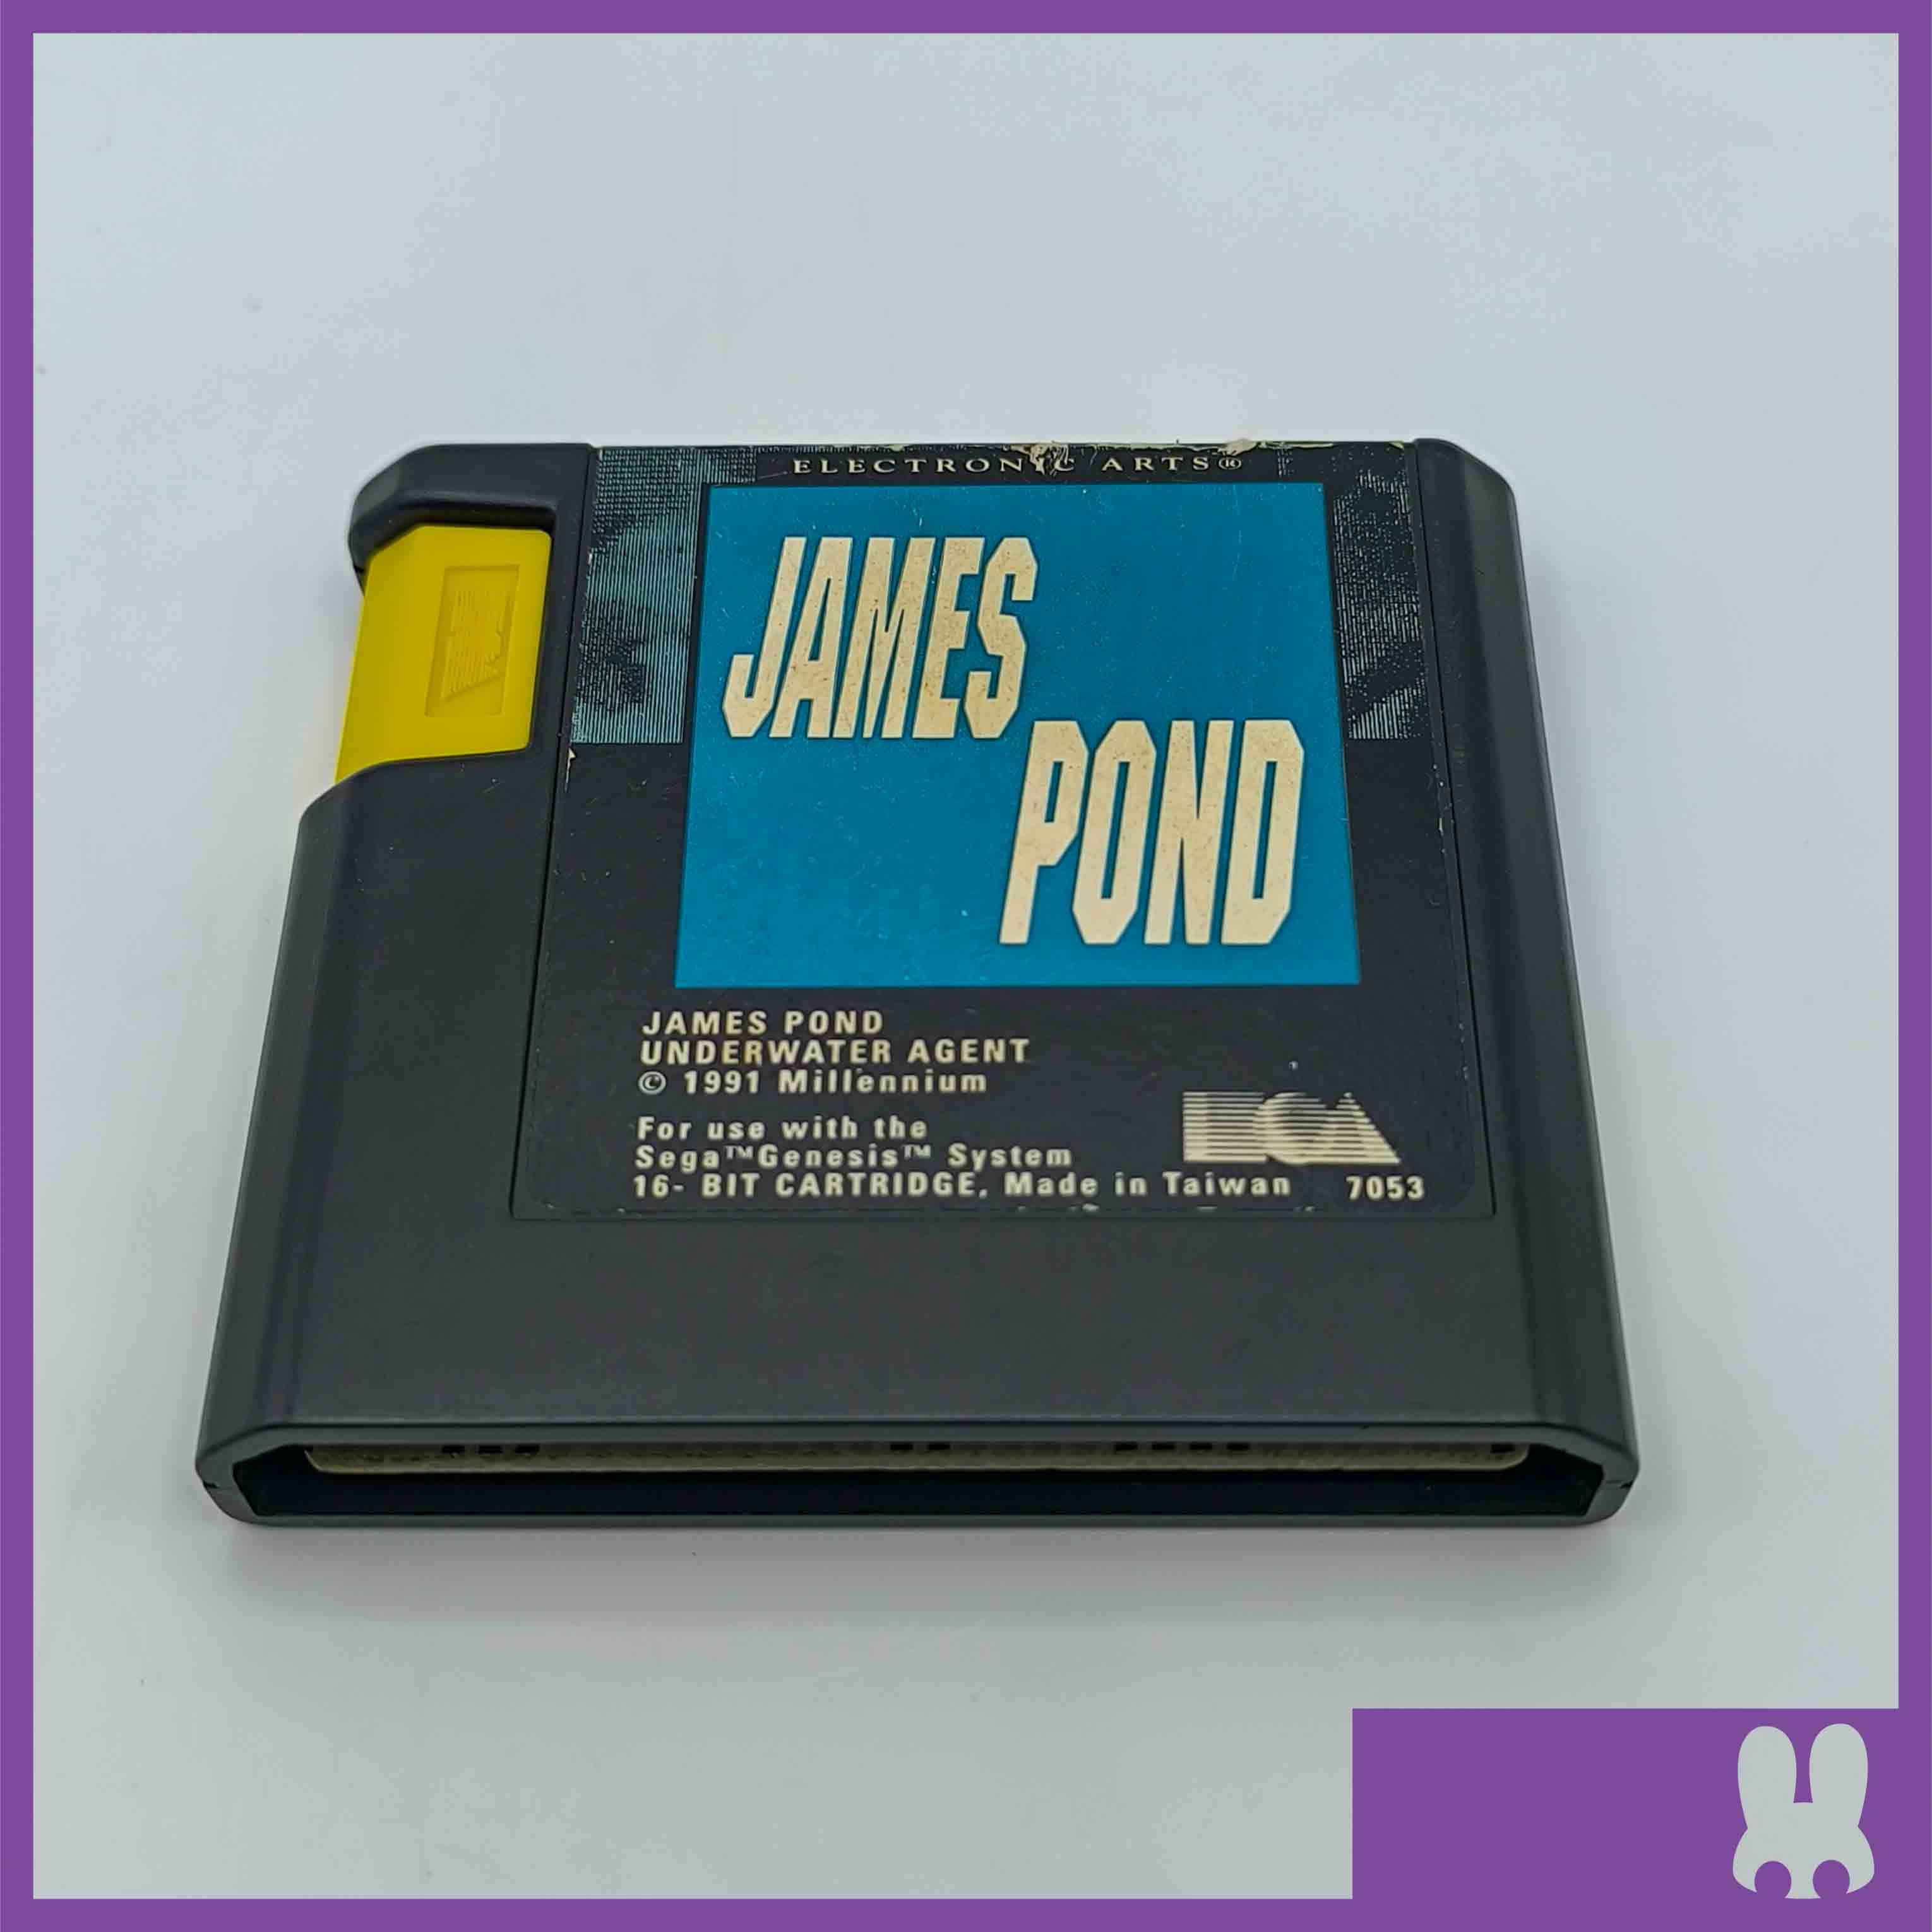 ELECTRONIC ARTS®
JAMES
POND
JAMES POND
UNDERWATER AGENT
© 1991 Millennium
For use with the
Sega™Genesis™ System
16- BIT CARTRIDGE, Made in Taiwan 7053
EA